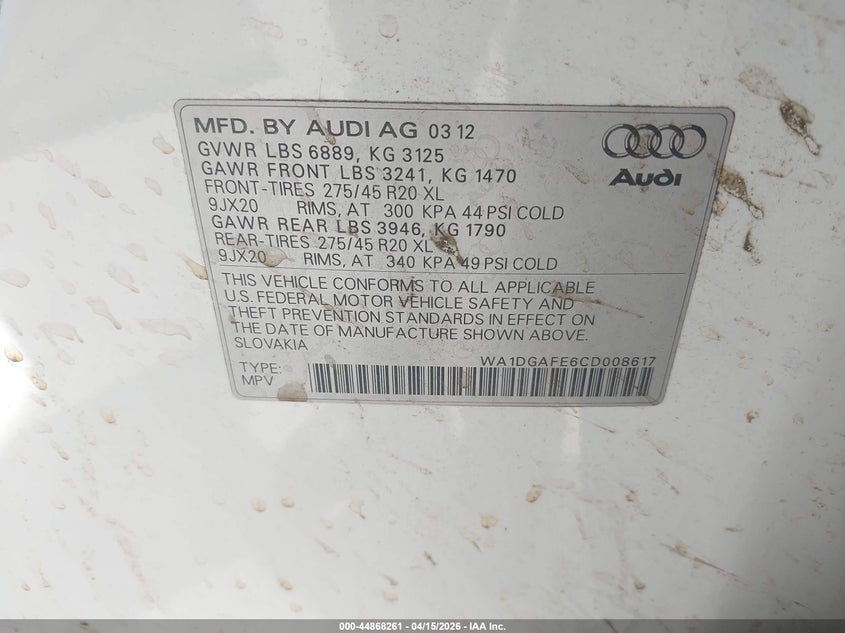 MFD. BY AUDI AG 03 12
GVWR LBS 6889, KG 3125
GAWR FRONT LBS 3241, KG 1470
FRONT-TIRES 275/45 R20 XL
9JX20 RIMS, AT 300 KPA 44 PSI COLD
GAWR REAR LBS 3946, KG 1790
REAR-TIRES 275/45 R20 XL
9JX20 RIMS, AT 340 KPA 49 PSI COLD
Audi
THIS VEHICLE CONFORMS TO ALL APPLICABLE
U.S. FEDERAL MOTOR VEHICLE SAFETY AND
THEFT PREVENTION STANDARDS IN EFFECT ON
THE DATE OF MANUFACTURE SHOWN ABOVE.
SLOVAKIA
WA1DGAFE6CD008617
TYPE:
MPV
000-44868261 - 04/15/2026 - IAA Inc.